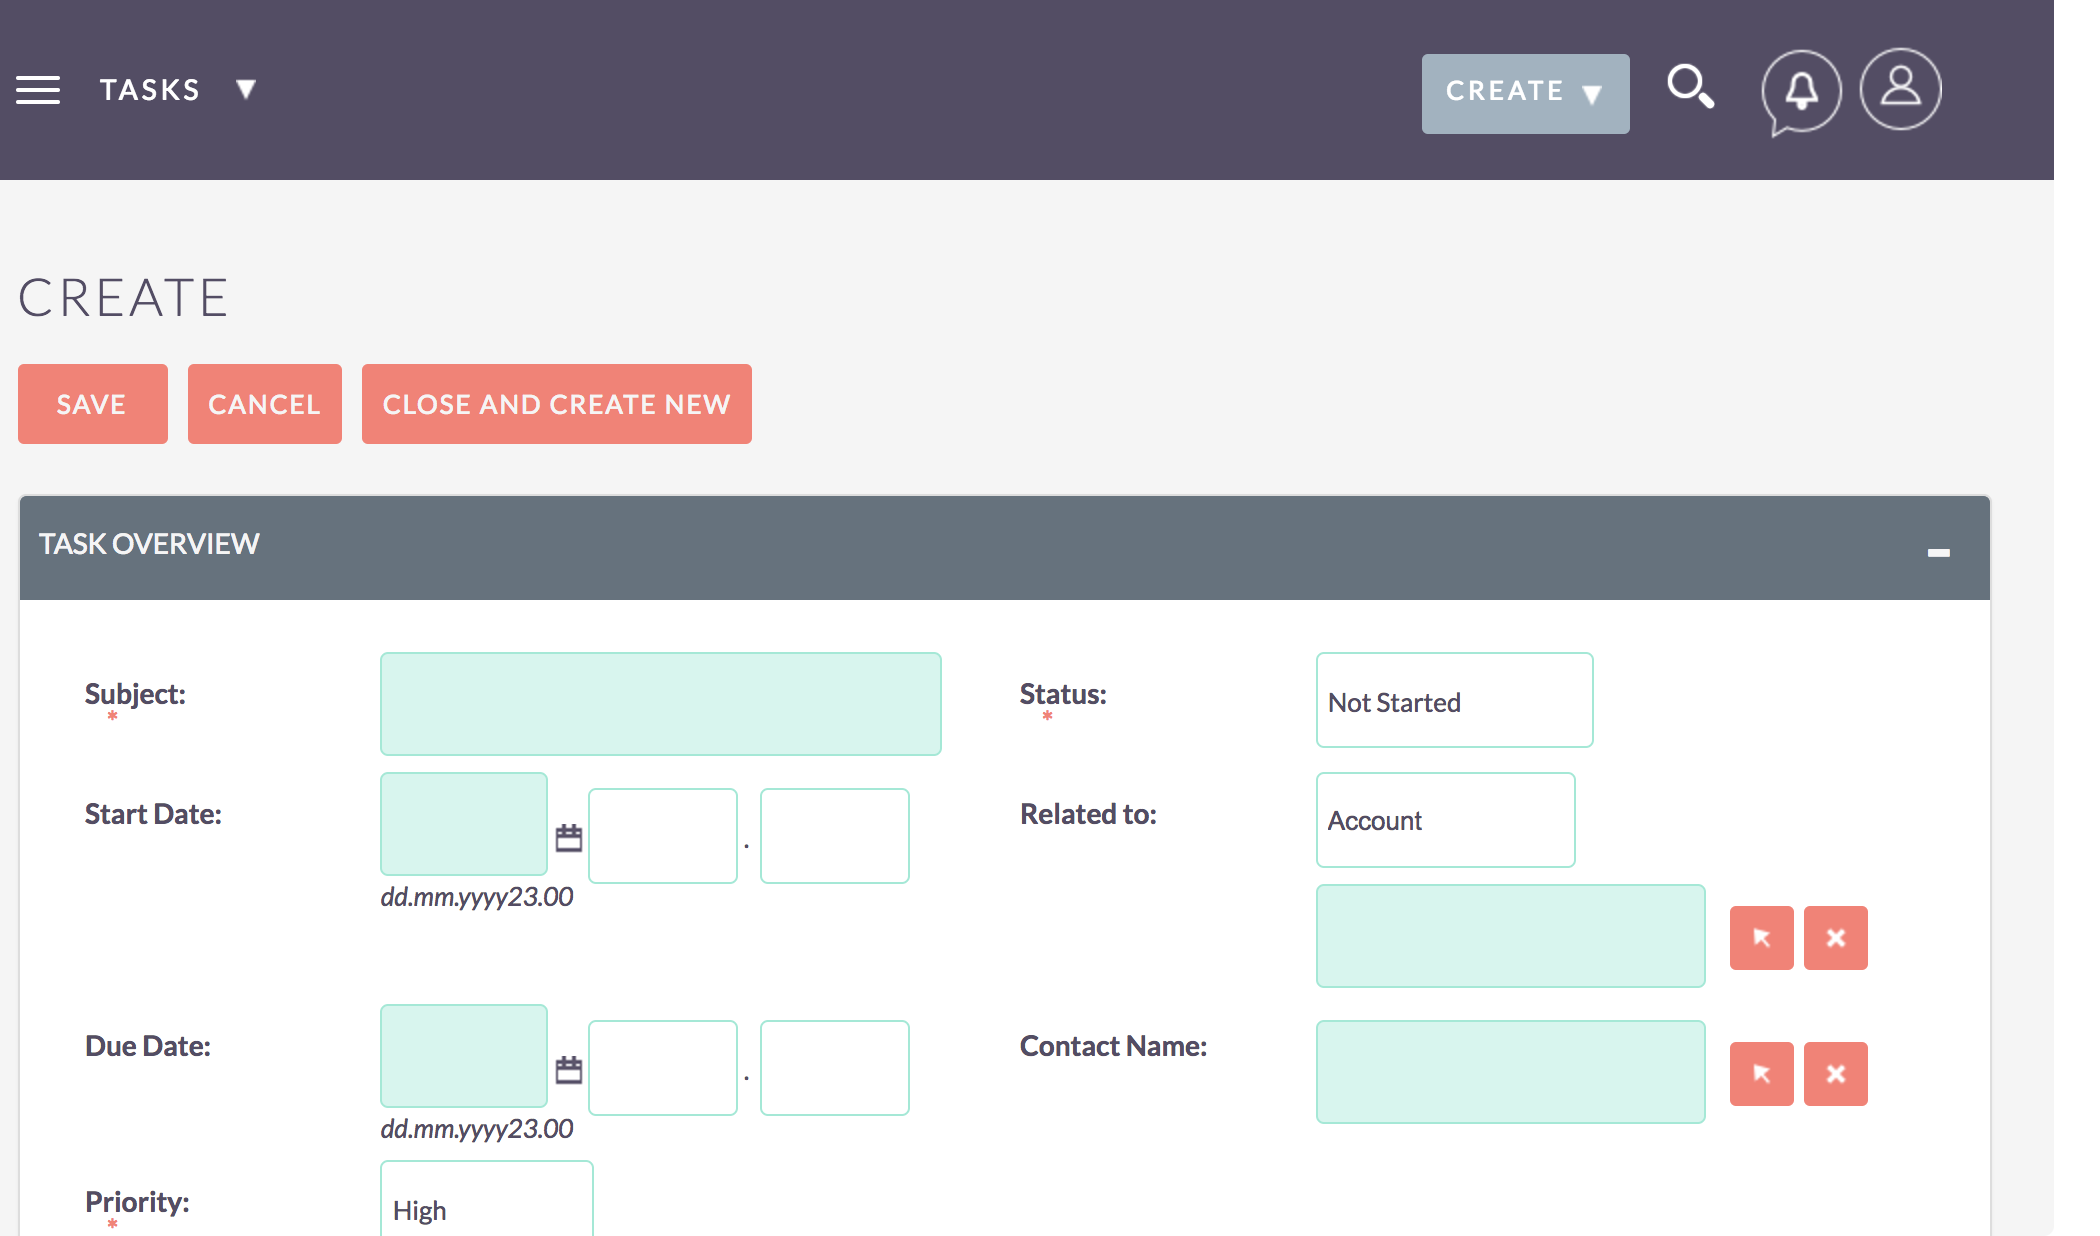 TASKS
CREATE
CREATE
SAVE
CANCEL
CLOSE AND CREATE NEW
TASK OVERVIEW
Subject:
*
Status:
*
Not Started
Start Date:
.
dd.mm.yyyy23.00
Related to:
Account
Due Date:
.
dd.mm.yyyy23.00
Contact Name:
Priority:
*
High